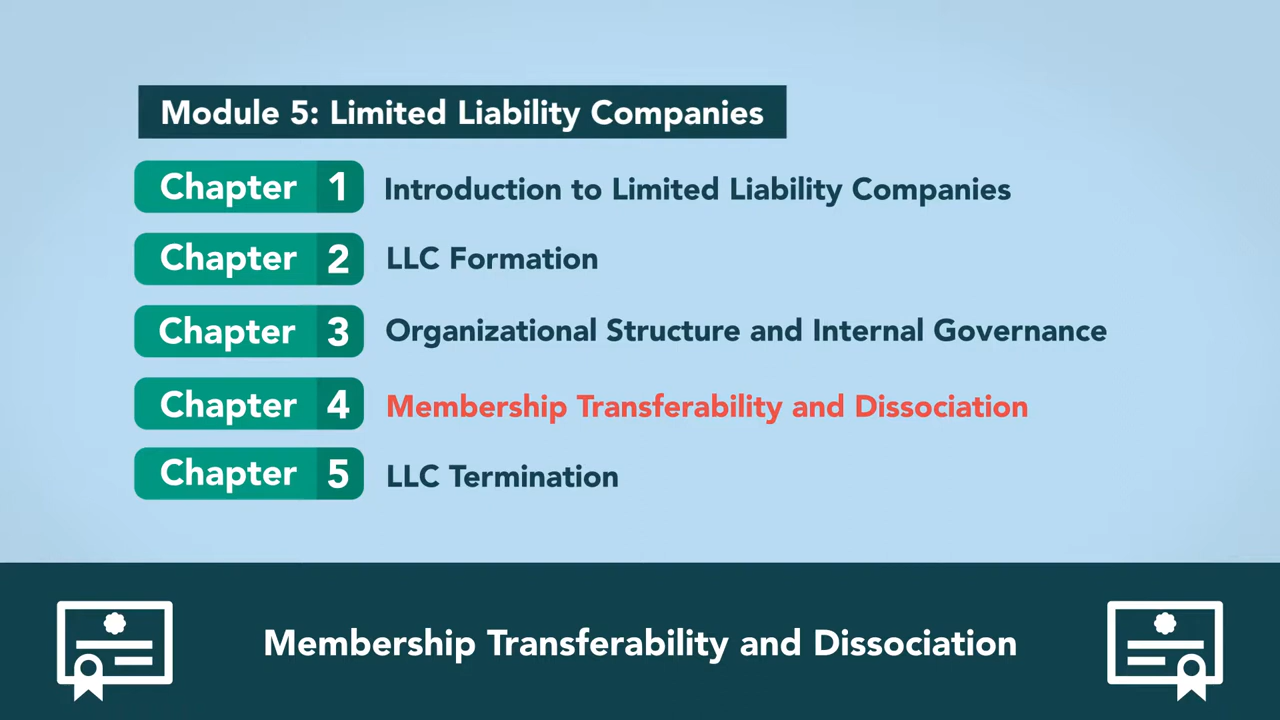 Module 5: Limited Liability Companies
Chapter 1 Introduction to Limited Liability Companies
Chapter 2 LLC Formation
Chapter 3 Organizational Structure and Internal Governance
Chapter 4 Membership Transferability and Dissociation
Chapter 5 LLC Termination
Membership Transferability and Dissociation